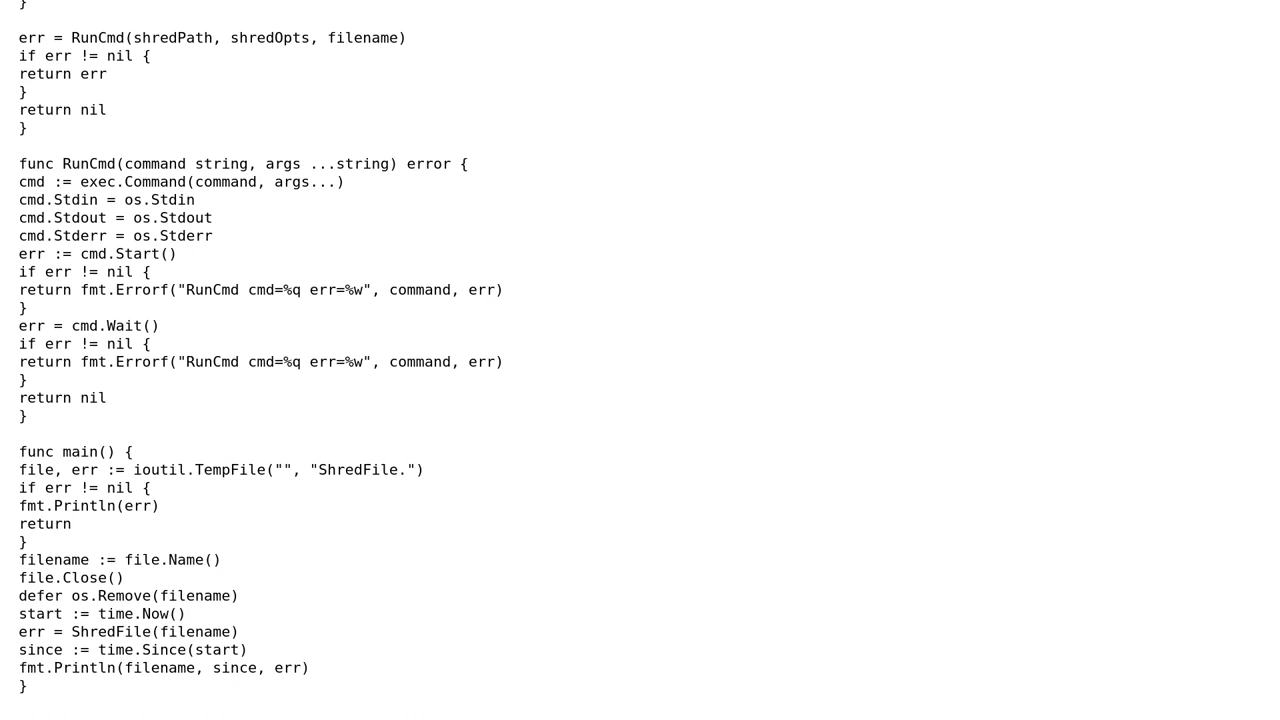 }

err = RunCmd(shredPath, shredOpts, filename)
if err != nil {
return err
}
return nil
}

func RunCmd(command string, args ...string) error {
cmd := exec.Command(command, args...)
cmd.Stdin = os.Stdin
cmd.Stdout = os.Stdout
cmd.Stderr = os.Stderr
err := cmd.Start()
if err != nil {
return fmt.Errorf("RunCmd cmd=%q err=%w", command, err)
}
err = cmd.Wait()
if err != nil {
return fmt.Errorf("RunCmd cmd=%q err=%w", command, err)
}
return nil
}

func main() {
file, err := ioutil.TempFile("", "ShredFile.")
if err != nil {
fmt.Println(err)
return
}
filename := file.Name()
file.Close()
defer os.Remove(filename)
start := time.Now()
err = ShredFile(filename)
since := time.Since(start)
fmt.Println(filename, since, err)
}